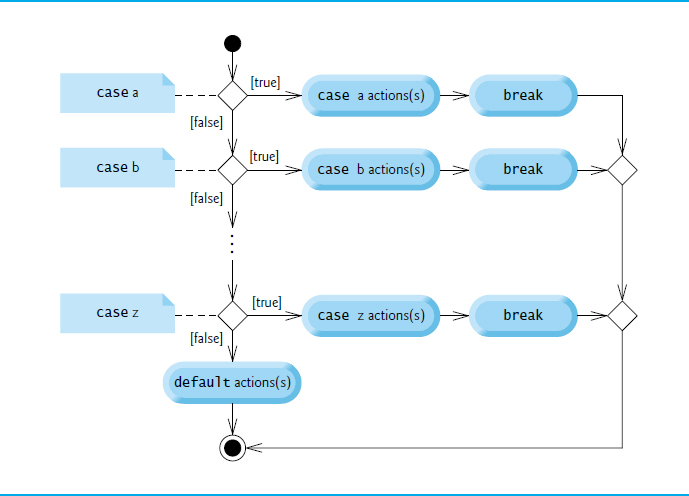 [true]
case a
case a actions(s)
break
[false]
[true]
case b
case b actions(s)
break
[false]
[true]
case z
case z actions(s)
break
[false]
default actions(s)